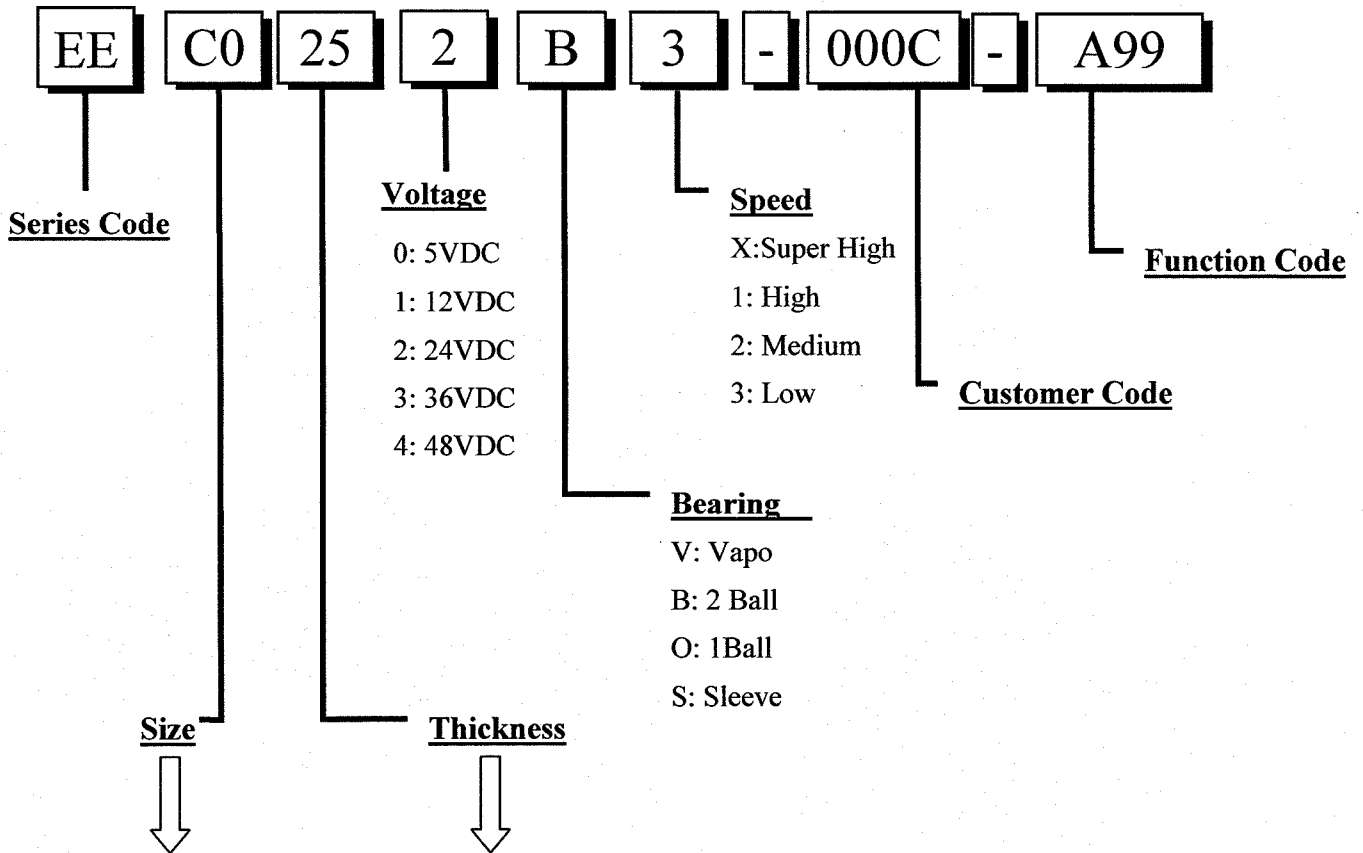 EE C0 25 2 B 3 - 000C - A99
Series Code
Voltage
0: 5VDC
1: 12VDC
2: 24VDC
3: 36VDC
4: 48VDC
Speed
X:Super High
1: High
2: Medium
3: Low
Function Code
Customer Code
Bearing
V: Vapo
B: 2 Ball
O: 1Ball
S: Sleeve
Size
Thickness